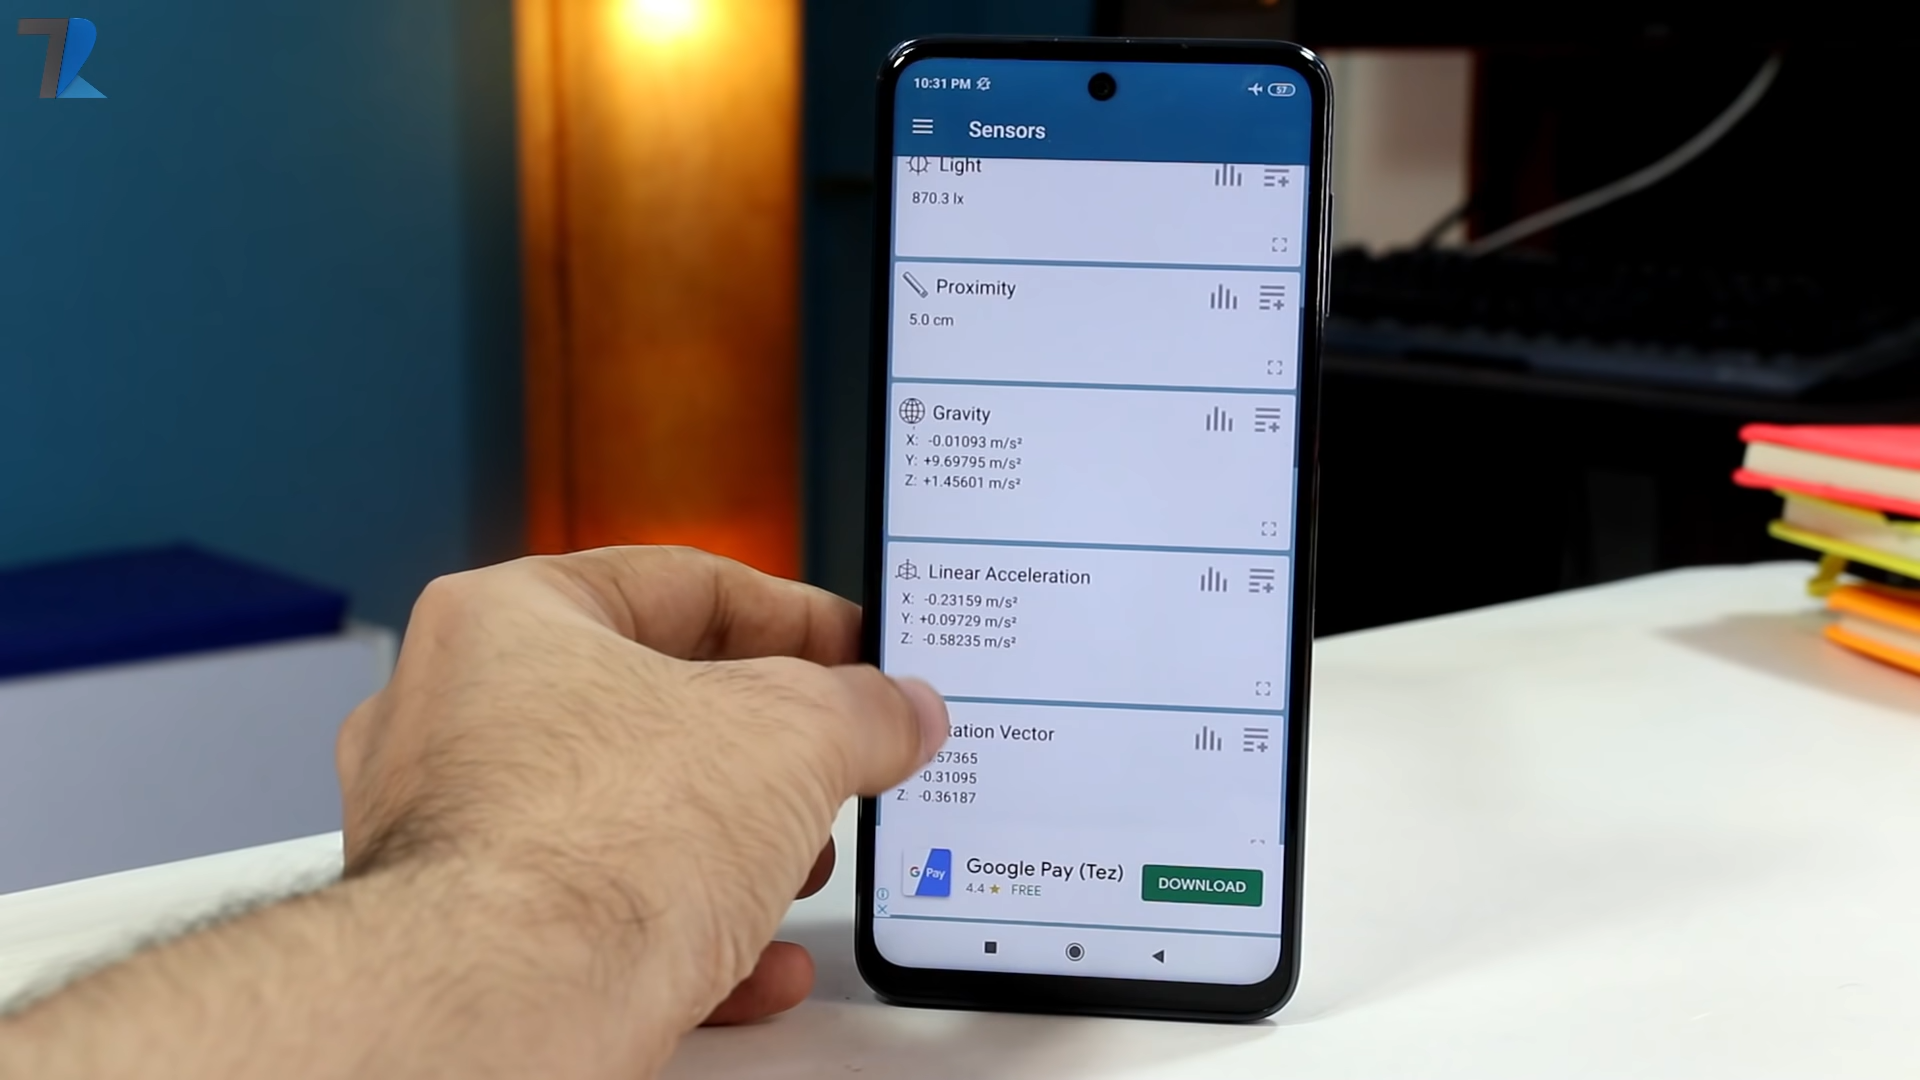 10:31 PM
57
Sensors
Light
870.3 lx
Proximity
5.0 cm
Gravity
X: -0.01093 m/s²
Y: +9.69795 m/s²
Z: +1.45601 m/s²
Linear Acceleration
X: -0.23159 m/s²
Y: +0.09729 m/s²
Z: -0.58235 m/s²
Vector
-0.31095
Z: -0.36187
G Pay
Google Pay (Tez)
4.4 ★ FREE
DOWNLOAD